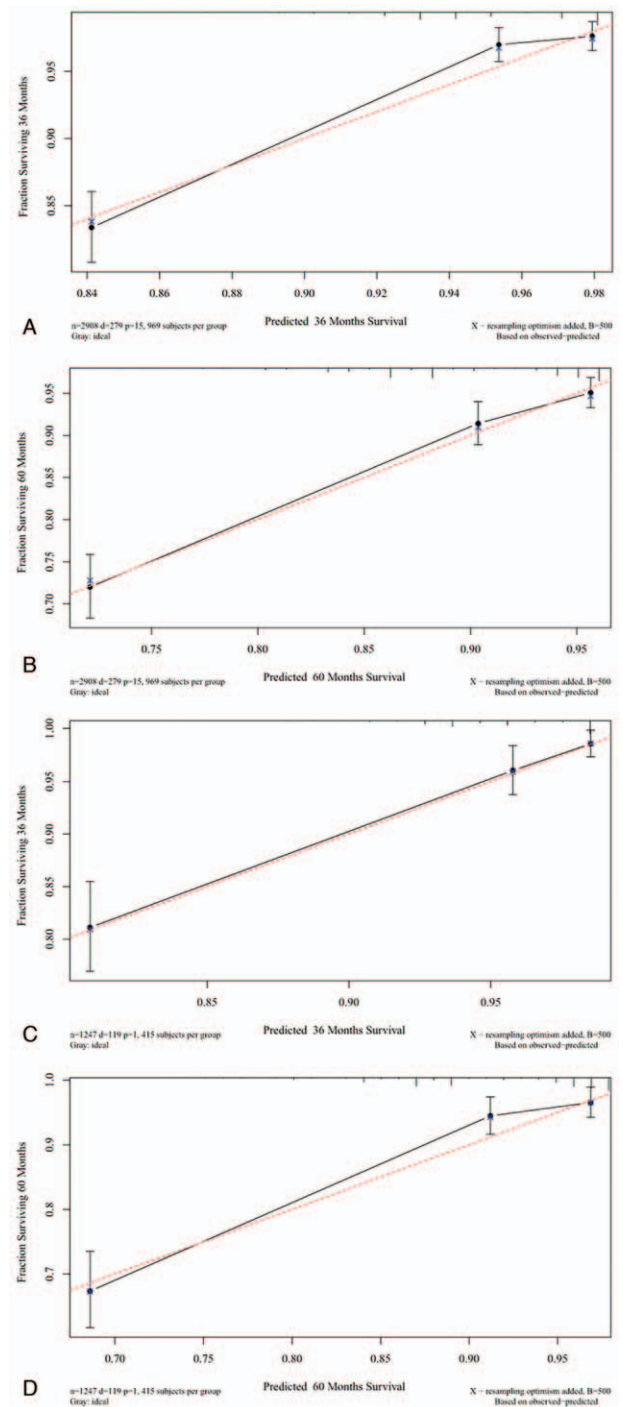 0.95
0.90
0.85
Fraction Surviving 36 Months
0.84 0.86 0.88 0.90 0.92 0.94 0.96 0.98
A
n=2908 d=279 p=15, 969 subjects per group
Gray: ideal
Predicted 36 Months Survival
X − resampling optimism added, B=500
Based on observed−predicted
0.95
0.90
0.85
0.80
0.75
0.70
Fraction Surviving 60 Months
0.75 0.80 0.85 0.90 0.95
B
n=2908 d=279 p=15, 969 subjects per group
Gray: ideal
Predicted 60 Months Survival
X − resampling optimism added, B=500
Based on observed−predicted
1.00
0.95
0.90
0.85
0.80
Fraction Surviving 36 Months
0.85 0.90 0.95
C
n=1247 d=119 p=1, 415 subjects per group
Gray: ideal
Predicted 36 Months Survival
X − resampling optimism added, B=500
Based on observed−predicted
1.0
0.9
0.8
0.7
Fraction Surviving 60 Months
0.70 0.75 0.80 0.85 0.90 0.95
D
n=1247 d=119 p=1, 415 subjects per group
Gray: ideal
Predicted 60 Months Survival
X − resampling optimism added, B=500
Based on observed−predicted